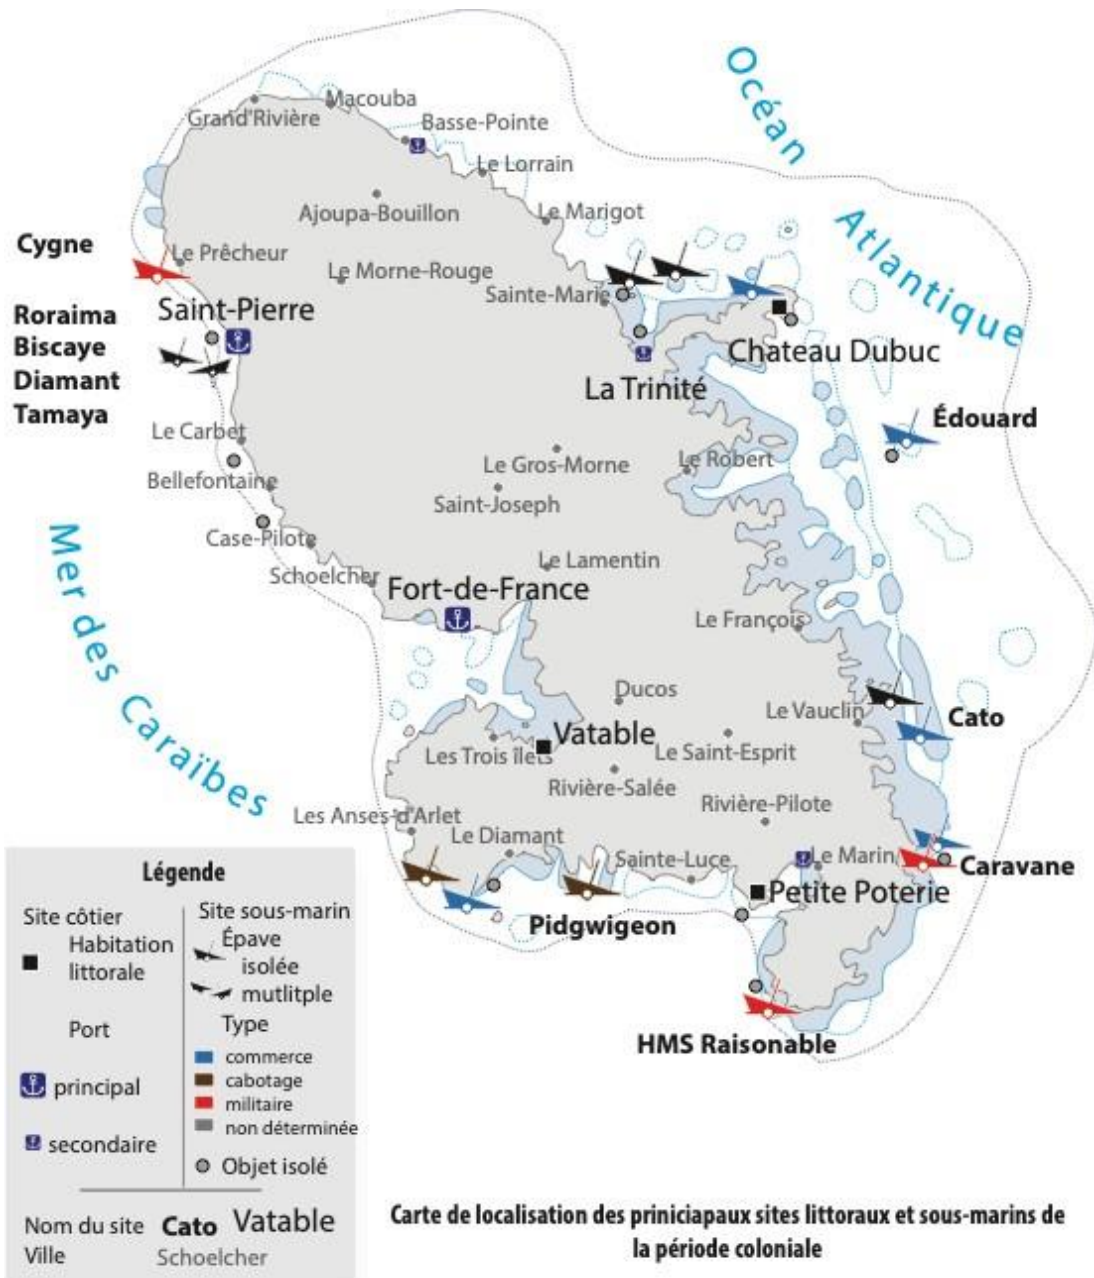 Océan
Atlantique
Macouba
Grand'Rivière
Basse-Pointe
Le Lorrain
Ajoupa-Bouillon
Le Marigot
Cygne
Le Prêcheur
Le Morne-Rouge
Sainte-Marie
Saint-Pierre
Roraima
Biscaye
Diamant
Tamaya
Chateau Dubuc
La Trinité
Édouard
Le Carbet
Le Gros-Morne
Le Robert
Bellefontaine
Saint-Joseph
Case-Pilote
Mer des Caraïbes
Le Lamentin
Schoelcher
Fort-de-France
Le François
Ducos
Le Vauclin
Cato
Vatable
Les Trois îlets
Le Saint-Esprit
Rivière-Salée
Rivière-Pilote
Les Anses-d'Arlet
Le Diamant
Sainte-Luce
Le Marin
Caravane
Petite Poterie
Pidgwigeon
HMS Raisonable
Légende
Site côtier
Habitation
littorale
Port
principal
secondaire
Site sous-marin
Épave
isolée
mutlitple
Type
commerce
cabotage
militaire
non déterminée
Objet isolé
Nom du site Cato Vatable
Ville Schoelcher
Carte de localisation des priniciapaux sites littoraux et sous-marins de
la période coloniale